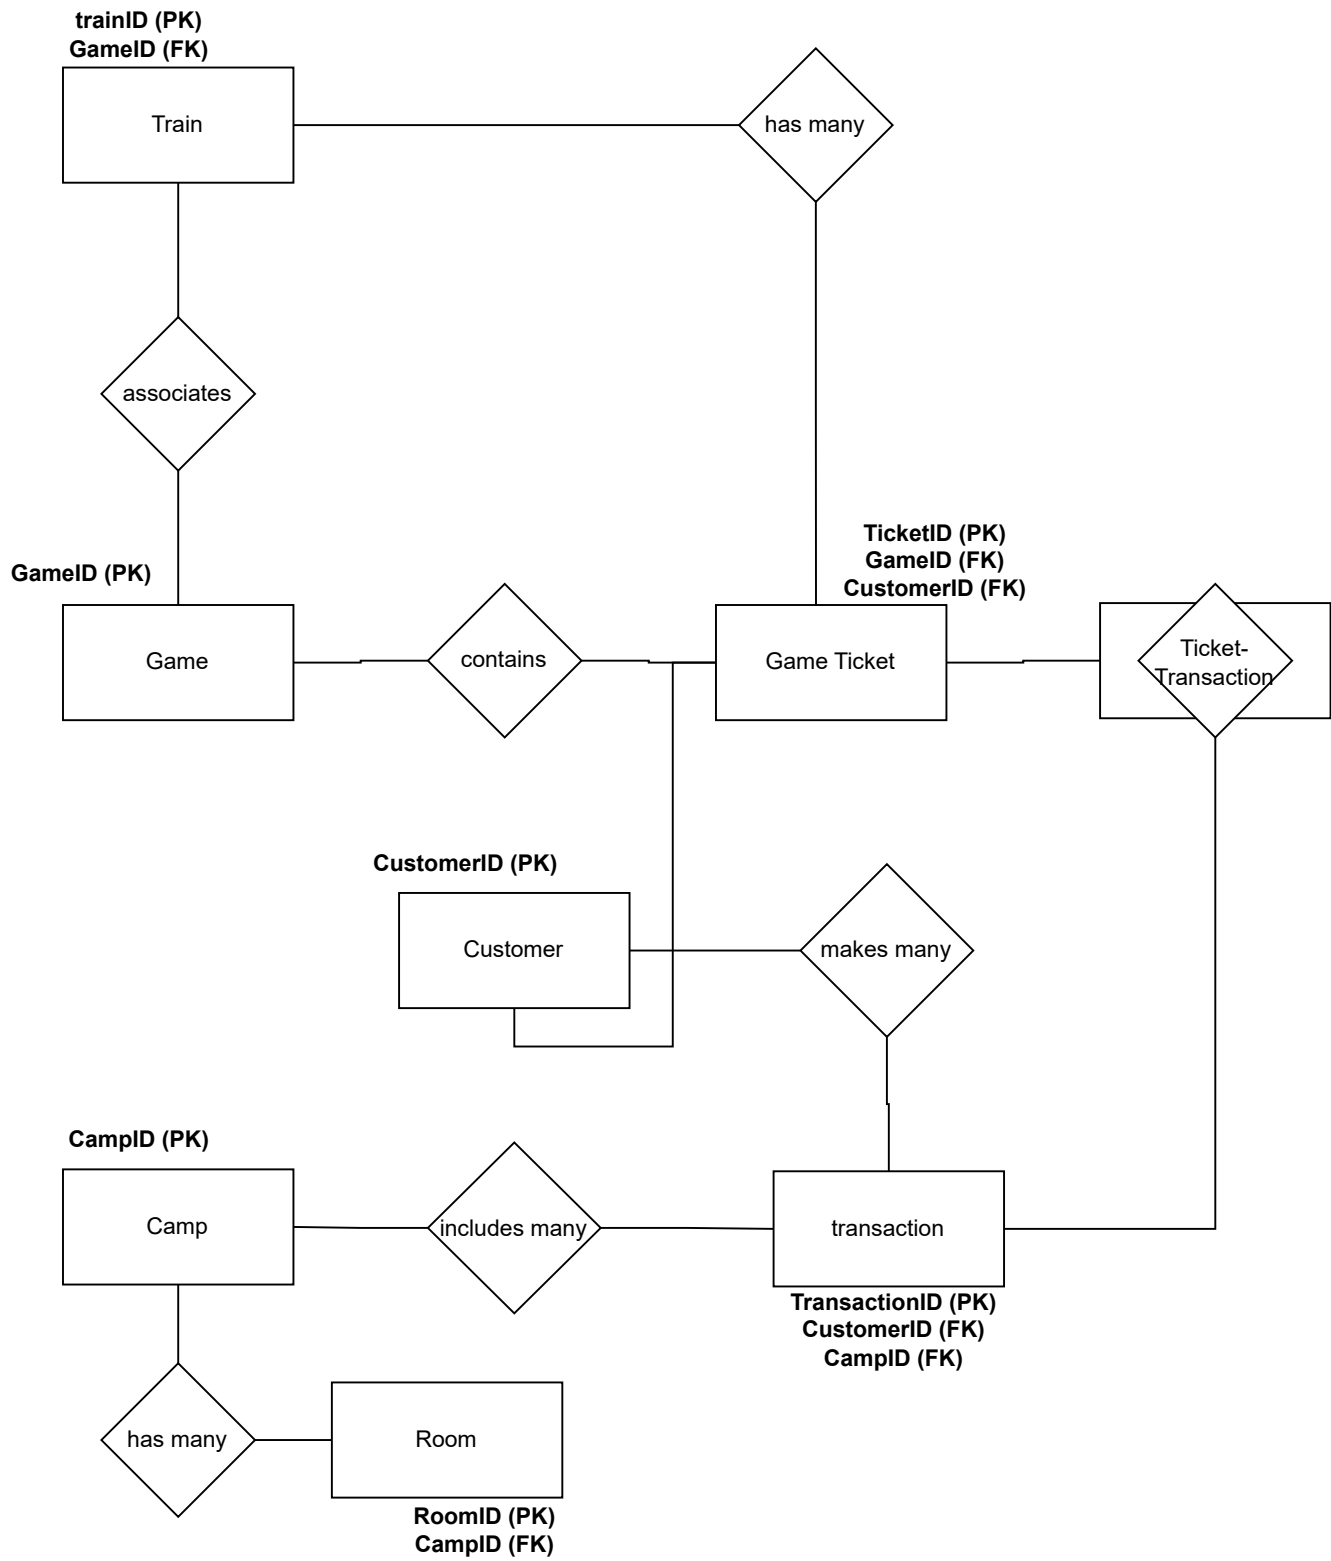 trainID (PK)
GameID (FK)
Train
has many
associates
TicketID (PK)
GameID (FK)
CustomerID (FK)
GameID (PK)
Game
contains
Game Ticket
Ticket-
Transaction
CustomerID (PK)
Customer
makes many
CampID (PK)
Camp
includes many
transaction
TransactionID (PK)
CustomerID (FK)
CampID (FK)
has many
Room
RoomID (PK)
CampID (FK)